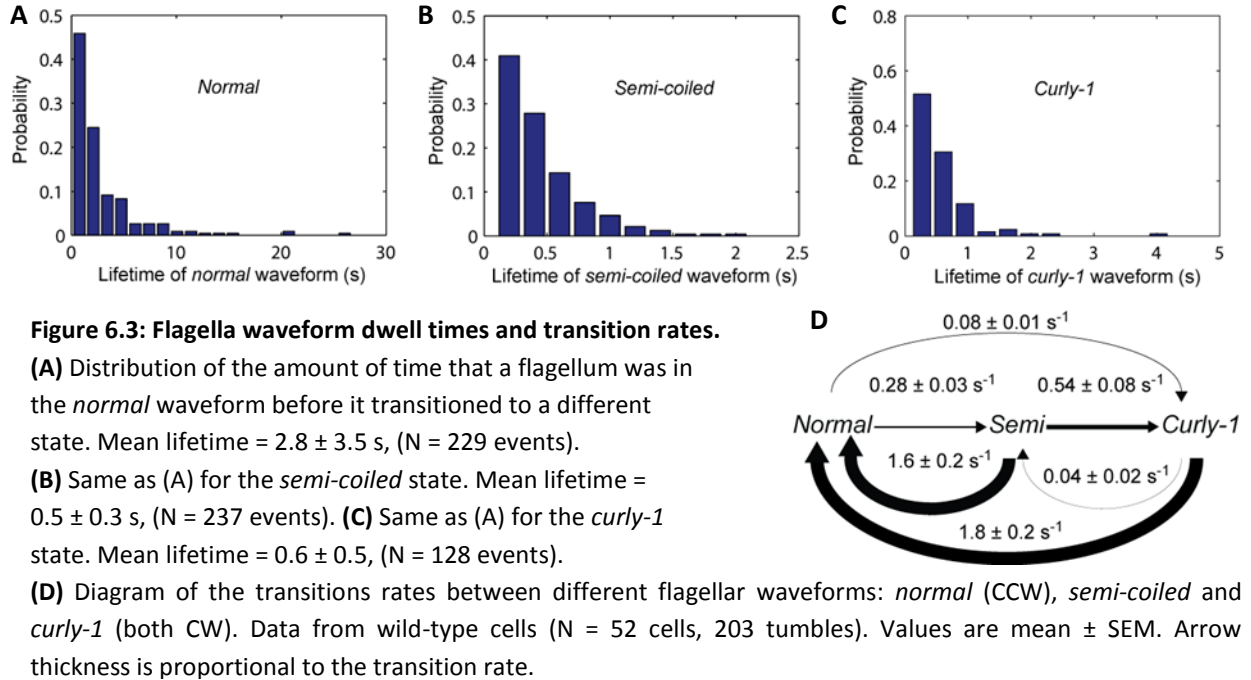 A
0.5
0.4
0.3
0.2
0.1
0
Probability
Normal
0 10 20 30
Lifetime of normal waveform (s)
B
0.5
0.4
0.3
0.2
0.1
0
Probability
Semi-coiled
0 0.5 1 1.5 2 2.5
Lifetime of semi-coiled waveform (s)
C
0.8
0.6
0.4
0.2
0
Probability
Curly-1
0 1 2 3 4 5
Lifetime of curly-1 waveform (s)
Figure 6.3: Flagella waveform dwell times and transition rates.
(A) Distribution of the amount of time that a flagellum was in
the normal waveform before it transitioned to a different
state. Mean lifetime = 2.8 ± 3.5 s, (N = 229 events).
(B) Same as (A) for the semi-coiled state. Mean lifetime =
0.5 ± 0.3 s, (N = 237 events). (C) Same as (A) for the curly-1
state. Mean lifetime = 0.6 ± 0.5, (N = 128 events).
D
0.08 ± 0.01 s⁻¹
0.28 ± 0.03 s⁻¹ 0.54 ± 0.08 s⁻¹
Normal Semi Curly-1
1.6 ± 0.2 s⁻¹ 0.04 ± 0.02 s⁻¹
1.8 ± 0.2 s⁻¹
(D) Diagram of the transitions rates between different flagellar waveforms: normal (CCW), semi-coiled and
curly-1 (both CW). Data from wild-type cells (N = 52 cells, 203 tumbles). Values are mean ± SEM. Arrow
thickness is proportional to the transition rate.